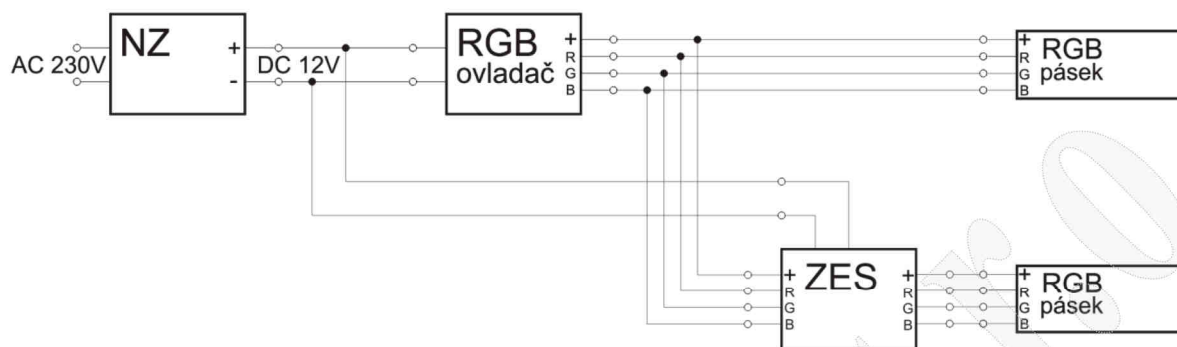 NZ
AC 230V
+
-
DC 12V
RGB
ovladač
+
R
G
B
+
R
G
B
RGB
pásek
+
R
G
B
ZES
+
R
G
B
+
R
G
B
RGB
pásek